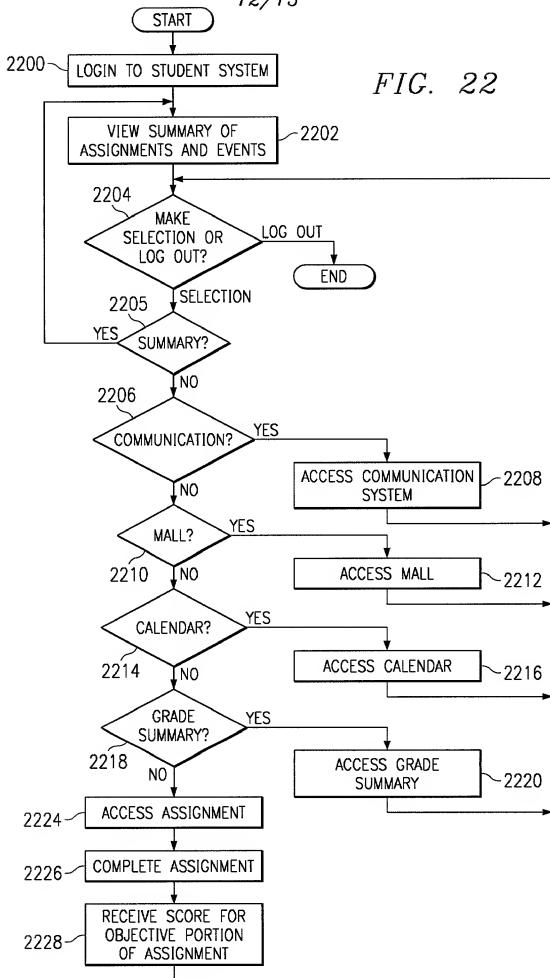 12/15
START
2200
LOGIN TO STUDENT SYSTEM
FIG. 22
VIEW SUMMARY OF
ASSIGNMENTS AND EVENTS
2202
2204
MAKE
SELECTION OR
LOG OUT?
LOG OUT
END
SELECTION
2205
YES
SUMMARY?
NO
2206
COMMUNICATION?
YES
ACCESS COMMUNICATION
SYSTEM
2208
NO
MALL?
YES
2210
NO
ACCESS MALL
2212
CALENDAR?
YES
2214
NO
ACCESS CALENDAR
2216
GRADE
SUMMARY?
YES
2218
NO
ACCESS GRADE
SUMMARY
2220
2224
ACCESS ASSIGNMENT
2226
COMPLETE ASSIGNMENT
2228
RECEIVE SCORE FOR
OBJECTIVE PORTION
OF ASSIGNMENT